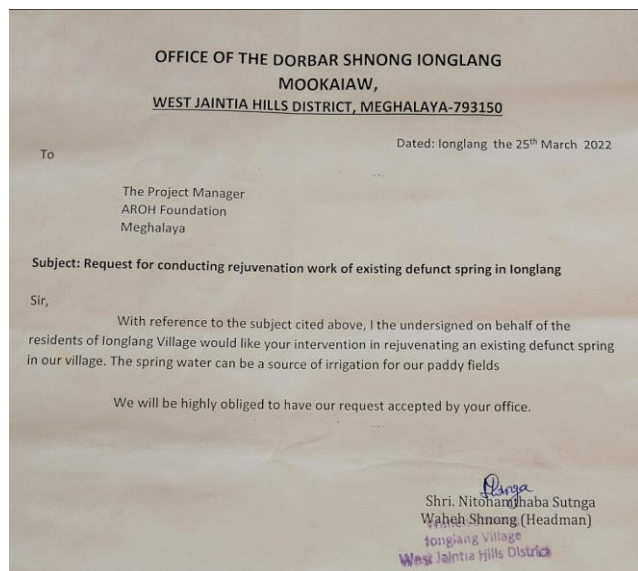 OFFICE OF THE DORBAR SHNONG IONGLANG
MOOKAIAW,
WEST JAINTIA HILLS DISTRICT, MEGHALAYA-793150
Dated: Ionglang the 25th March 2022
To
The Project Manager
AROH Foundation
Meghalaya
Subject: Request for conducting rejuvenation work of existing defunct spring in Ionglang
Sir,
With reference to the subject cited above, I the undersigned on behalf of the
residents of Ionglang Village would like your intervention in rejuvenating an existing defunct spring
in our village. The spring water can be a source of irrigation for our paddy fields
We will be highly obliged to have our request accepted by your office.
Shri. Nitohamthaba Sutnga
Waheh Shnong (Headman)
Ionglang Village
West Jaintia Hills District